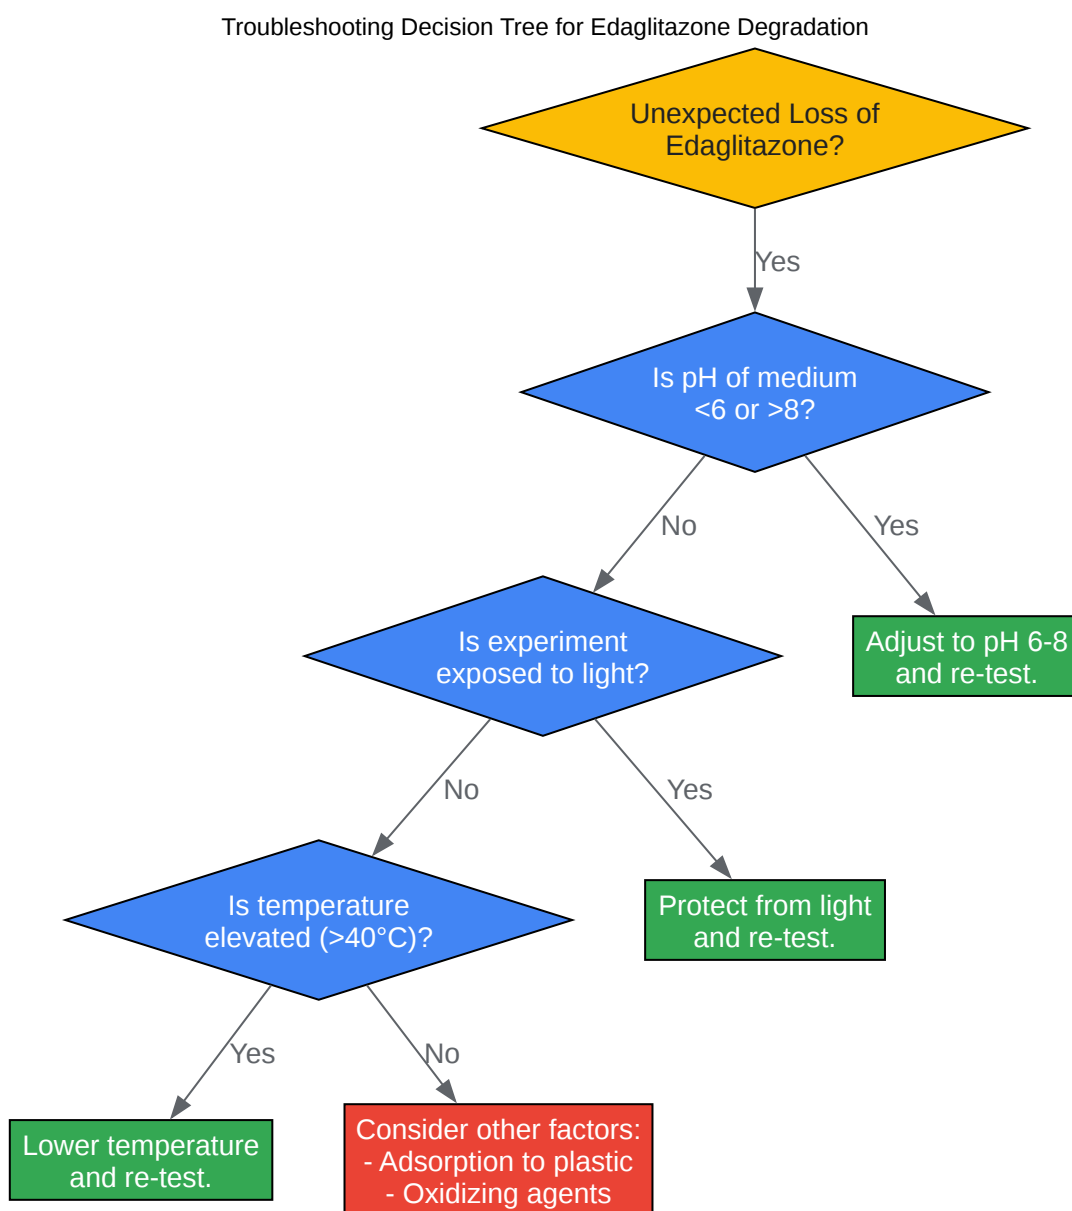 Troubleshooting Decision Tree for Edaglitazone Degradation
Unexpected Loss of
Edaglitazone?
Yes
Is pH of medium
<6 or >8?
No
Yes
Is experiment
exposed to light?
Adjust to pH 6-8
and re-test.
No
Yes
Is temperature
elevated (>40°C)?
Protect from light
and re-test.
Yes
No
Lower temperature
and re-test.
Consider other factors:
- Adsorption to plastic
- Oxidizing agents